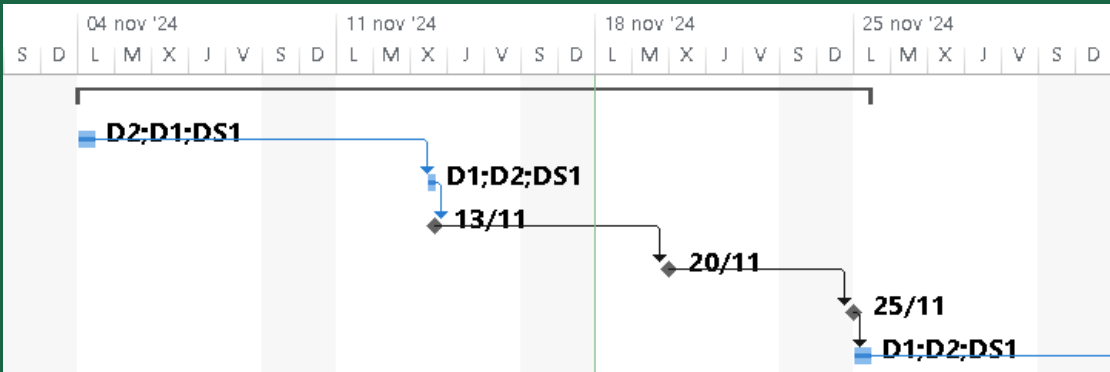 04 nov '24 11 nov '24 18 nov '24 25 nov '24
S D L M X J V S D L M X J V S D L M X J V S D L M X J V S D
D2;D1;DS1
D1;D2;DS1
13/11
20/11
25/11
D1;D2;DS1